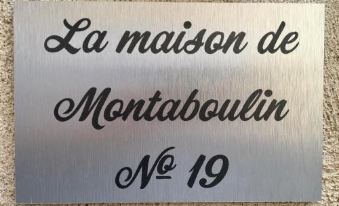 La maison de
Montaboulin
Nº 19